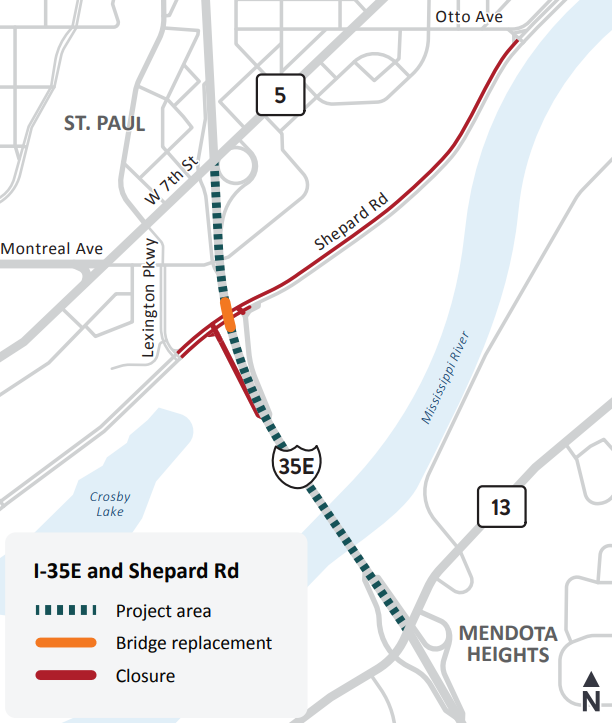 Otto Ave
5
ST. PAUL
W 7th St
Shepard Rd
Montreal Ave
Lexington Pkwy
Mississippi River
35E
Crosby
Lake
13
I-35E and Shepard Rd
Project area
Bridge replacement
Closure
MENDOTA
HEIGHTS
N